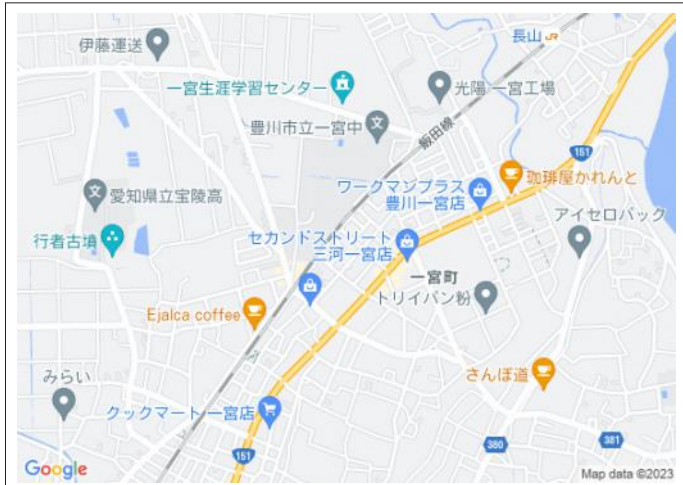 長山 JR
伊藤運送
一宮生涯学習センター
光陽 一宮工場
豊川市立一宮中
文
飯田線
151
ワークマンプラス
豊川一宮店
珈琲屋かれんと
文
愛知県立宝陵高
アイセロパック
行者古墳
セカンドストリート
三河一宮店
一宮町
トリイパン粉
Ejalca coffee
さんぽ道
みらい
クックマート 一宮店
380
381
151
Google
Map data ©2023